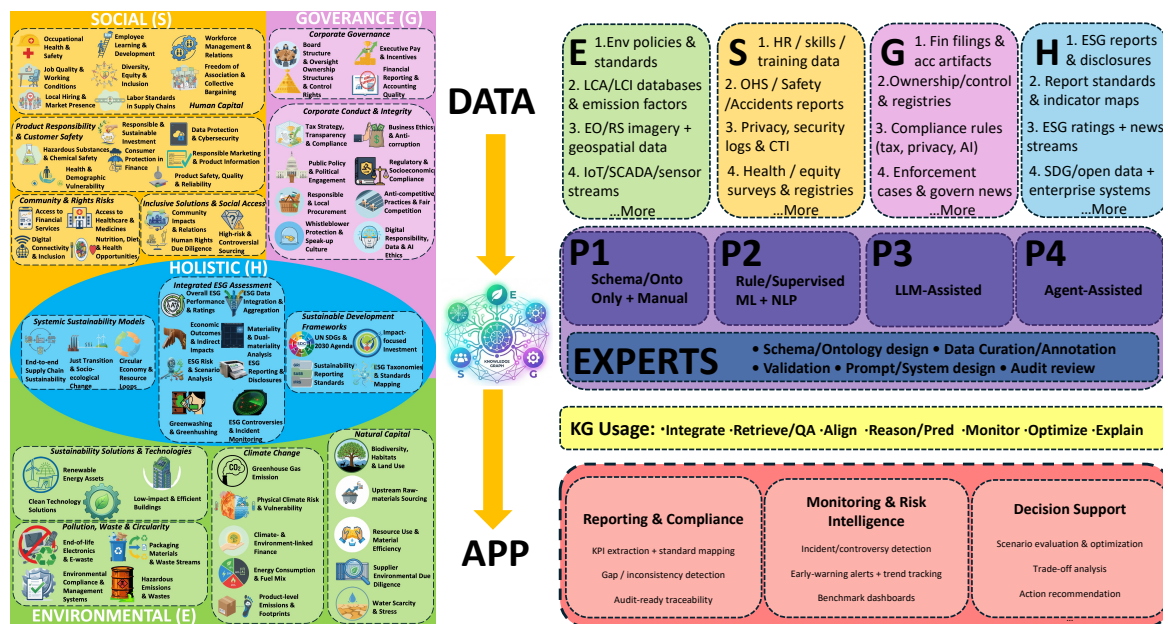 SOCIAL (S)
Occupational
Health &
Safety
Employee
Learning &
Development
Workforce
Management &
Relations
Job Quality &
Working
Conditions
Diversity,
Equity &
Inclusion
Freedom of
Association &
Collective
Bargaining
Local Hiring &
Market Presence
Labor Standards
in Supply Chains
Human Capital
Product Responsibility
& Customer Safety
Responsible &
Sustainable
Investment
Data Protection
& Cybersecurity
Hazardous Substances
& Chemical Safety
Consumer
Protection in
Finance
Responsible Marketing
& Product Information
Health &
Demographic
Vulnerability
Product Safety, Quality
& Reliability
Community & Rights Risks
Access to
Financial
Services
Access to
Healthcare &
Medicines
Digital
Connectivity
& Inclusion
Nutrition, Diet
& Health
Opportunities
Inclusive Solutions & Social Access
Community
Impacts
& Relations
Human Rights
Due Diligence
High-risk &
Controversial
Sourcing
GOVERANCE (G)
Corporate Governance
Board
Structure
& Oversight
Ownership
Structures
& Control
Rights
Executive Pay
& Incentives
Financial
Reporting &
Accounting
Quality
Corporate Conduct & Integrity
Tax Strategy,
Transparency
& Compliance
Business Ethics
& Anti-
corruption
Public Policy
& Political
Engagement
Regulatory &
Socioeconomic
Compliance
Responsible
& Local
Procurement
Anti-competitive
Practices & Fair
Competition
Whistleblower
Protection &
Speak-up
Culture
Digital
Responsibility,
Data & AI
Ethics
HOLISTIC (H)
Integrated ESG Assessment
Overall ESG
Performance
& Ratings
ESG Data
Integration &
Aggregation
Economic
Outcomes
& Indirect
Impacts
Materiality
& Dual-
materiality
Analysis
ESG Risk
& Scenario
Analysis
ESG
Reporting &
Disclosures
Greenwashing
& Greenhushing
ESG Controversies
& Incident
Monitoring
Systemic Sustainability Models
End-to-end
Supply Chain
Sustainability
Just Transition
& Socio-
ecological
Change
Circular
Economy &
Resource
Loops
Sustainable Development
Frameworks
SDG
UN SDGs &
2030 Agenda
Impact-
focused
Investment
Sustainability
Reporting
Standards
ESG Taxonomies
& Standards
Mapping
Sustainability Solutions & Technologies
Renewable
Energy Assets
Clean Technology
Solutions
Low-impact & Efficient
Buildings
Pollution, Waste & Circularity
End-of-life
Electronics
& E-waste
Packaging
Materials
& Waste Streams
Environmental
Compliance &
Management
Systems
Hazardous
Emissions
& Wastes
Climate Change
CO2
Greenhouse Gas
Emission
Physical Climate Risk
& Vulnerability
Climate- &
Environment-linked
Finance
Energy Consumption
& Fuel Mix
Product-level
Emissions &
Footprints
Natural Capital
Biodiversity,
Habitats
& Land Use
Upstream Raw-
materials Sourcing
Resource Use &
Material
Efficiency
Supplier
Environmental Due
Diligence
Water Scarcity
& Stress
ENVIRONMENTAL (E)
DATA
E
KNOWLEDGE
GRAPH
S
G
APP
E
1.Env policies &
standards
2. LCA/LCI databases
& emission factors
3. EO/RS imagery +
geospatial data
4. IoT/SCADA/sensor
streams
...More
S
1. HR / skills /
training data
2. OHS / Safety
/Accidents reports
3. Privacy, security
logs & CTI
4. Health / equity
surveys & registries
...More
G
1. Fin filings &
acc artifacts
2.Ownership/control
& registries
3. Compliance rules
(tax, privacy, AI)
4. Enforcement
cases & govern news
...More
H
1. ESG reports
& disclosures
2. Report standards
& indicator maps
3. ESG ratings + news
streams
4. SDG/open data +
enterprise systems
...More
P1
Schema/Onto
Only + Manual
P2
Rule/Supervised
ML + NLP
P3
LLM-Assisted
P4
Agent-Assisted
EXPERTS
• Schema/Ontology design • Data Curation/Annotation
• Validation • Prompt/System design • Audit review
KG Usage: ·Integrate ·Retrieve/QA ·Align ·Reason/Pred ·Monitor ·Optimize ·Explain
Reporting & Compliance
KPI extraction + standard mapping
Gap / inconsistency detection
Audit-ready traceability
Monitoring & Risk
Intelligence
Incident/controversy detection
Early-warning alerts + trend tracking
Benchmark dashboards
Decision Support
Scenario evaluation & optimization
Trade-off analysis
Action recommendation
...